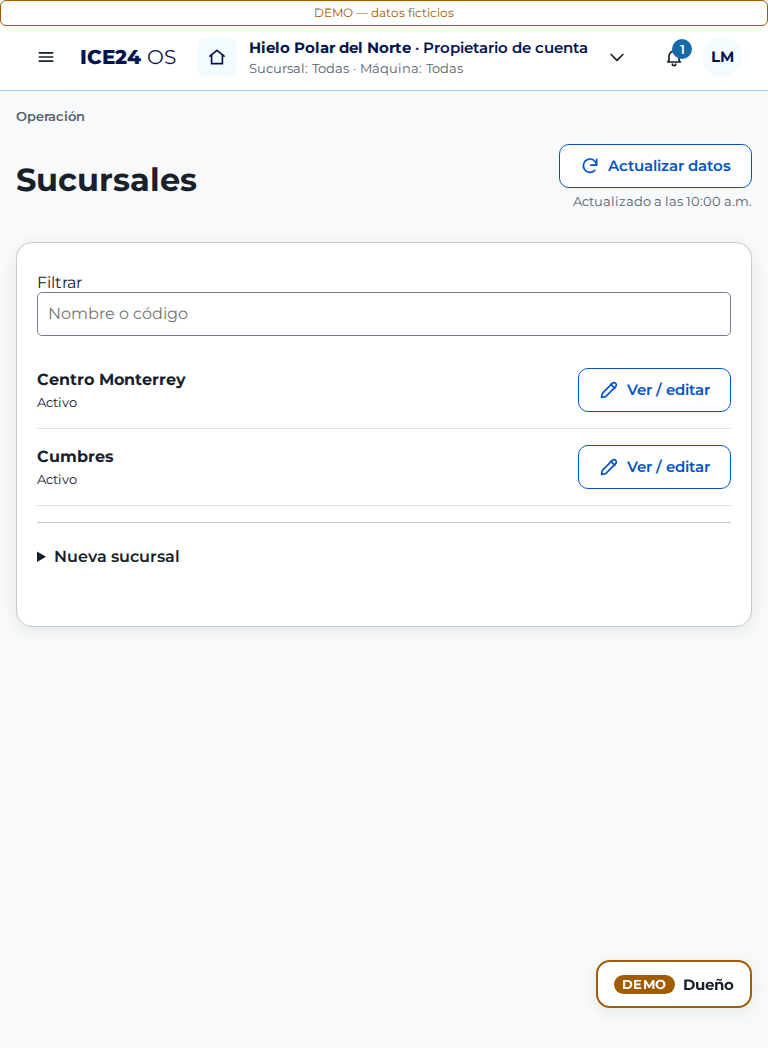 DEMO — datos ficticios
ICE24 OS
Hielo Polar del Norte · Propietario de cuenta
Sucursal: Todas · Máquina: Todas
1
LM
Operación
Sucursales
Actualizar datos
Actualizado a las 10:00 a.m.
Filtrar
Nombre o código
Centro Monterrey
Activo
Ver / editar
Cumbres
Activo
Ver / editar
Nueva sucursal
DEMO Dueño